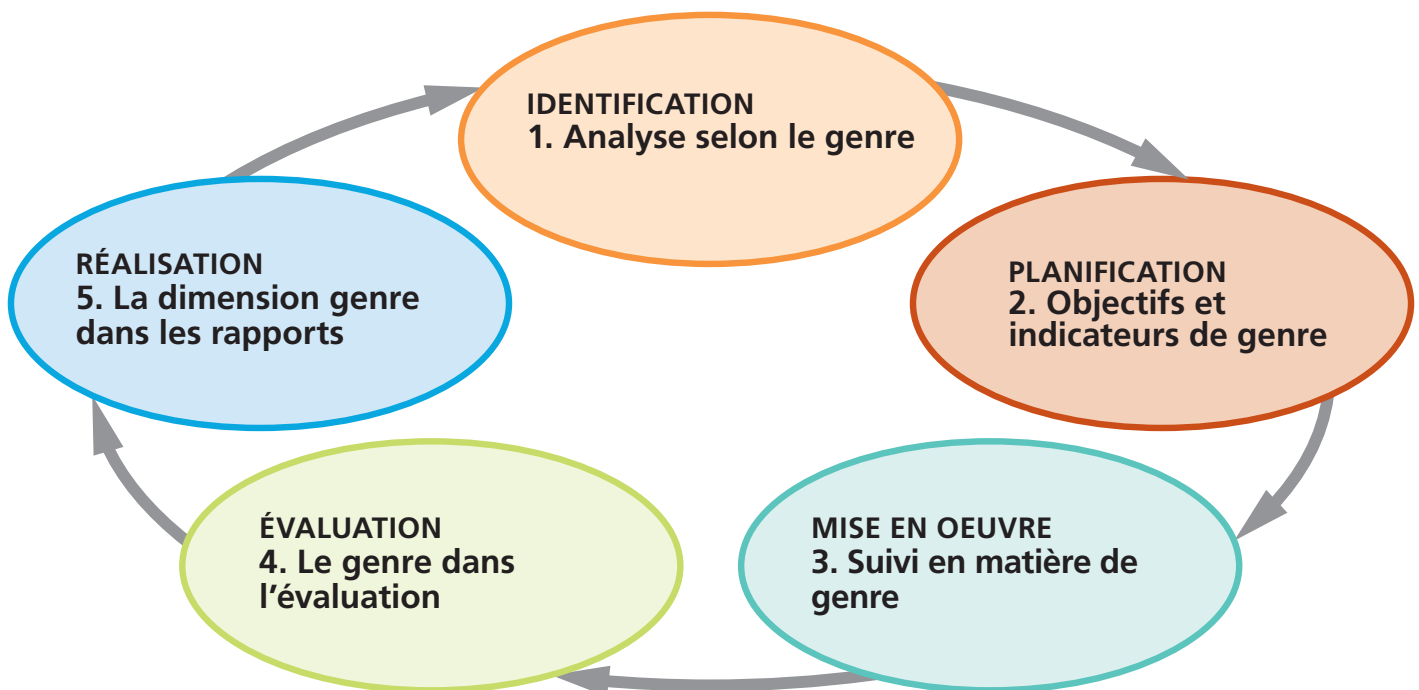 IDENTIFICATION
1. Analyse selon le genre
PLANIFICATION
2. Objectifs et
indicateurs de genre
MISE EN OEUVRE
3. Suivi en matière de
genre
ÉVALUATION
4. Le genre dans
l'évaluation
RÉALISATION
5. La dimension genre
dans les rapports